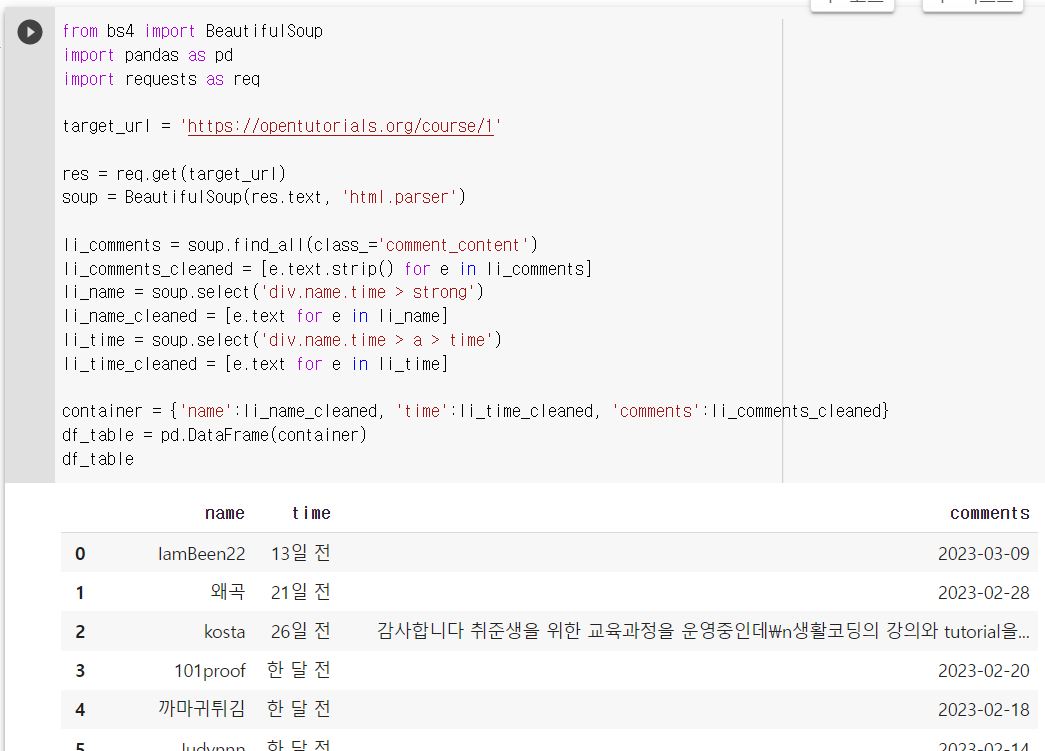 from bs4 import BeautifulSoup
import pandas as pd
import requests as req
target_url = 'https://opentutorials.org/course/1'
res = req.get(target_url)
soup = BeautifulSoup(res.text, 'html.parser')
li_comments = soup.find_all(class_='comment_content')
li_comments_cleaned = [e.text.strip() for e in li_comments]
li_name = soup.select('div.name.time > strong')
li_name_cleaned = [e.text for e in li_name]
li_time = soup.select('div.name.time > a > time')
li_time_cleaned = [e.text for e in li_time]
container = {'name':li_name_cleaned, 'time':li_time_cleaned, 'comments':li_comments_cleaned}
df_table = pd.DataFrame(container)
df_table
name time comments
0 IamBeen22 13일 전 2023-03-09
1 왜곡 21일 전 2023-02-28
2 kosta 26일 전 감사합니다 취준생을 위한 교육과정을 운영중인데₩n생활코딩의 강의와 tutorial을...
3 101proof 한 달 전 2023-02-20
4 까마귀튀김 한 달 전 2023-02-18
5 한 달 전 2023-02-14